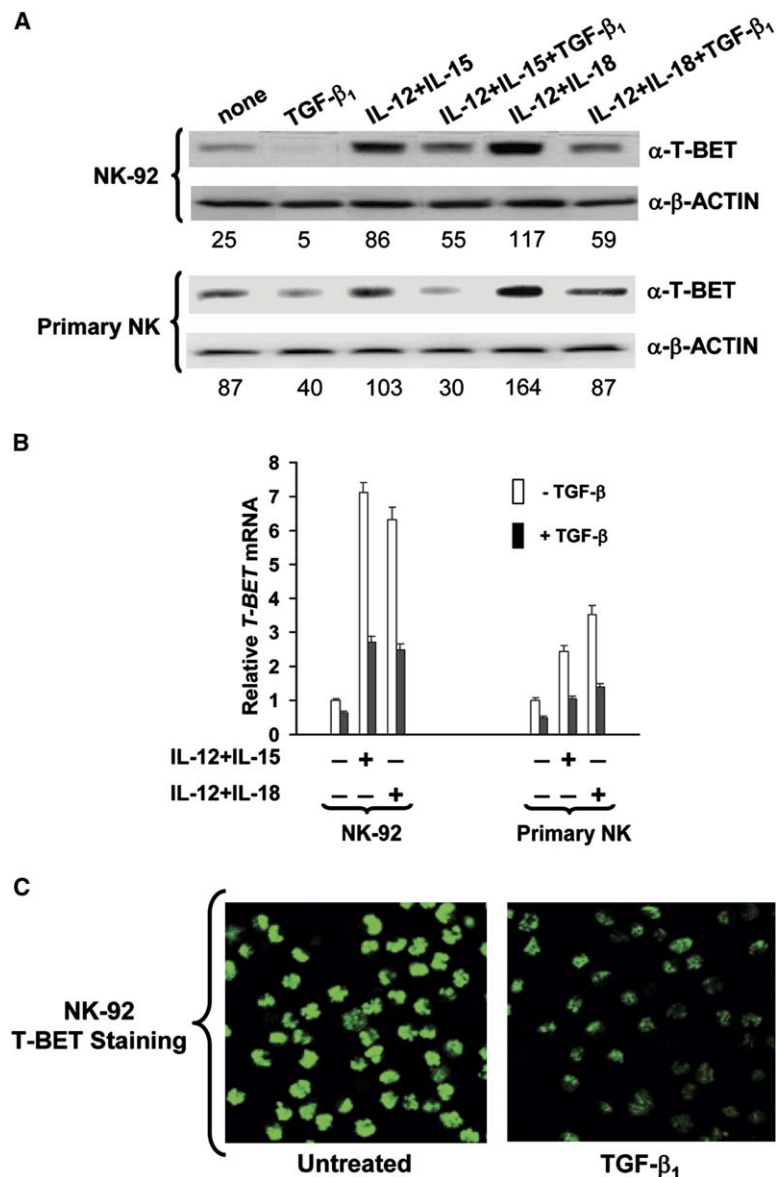 A
none TGF-β₁ IL-12+IL-15 IL-12+IL-15+TGF-β₁ IL-12+IL-18 IL-12+IL-18+TGF-β₁
NK-92
α-T-BET
α-β-ACTIN
25 5 86 55 117 59
Primary NK
α-T-BET
α-β-ACTIN
87 40 103 30 164 87
B
Relative T-BET mRNA
8
7
6
5
4
3
2
1
0
- TGF-β
+ TGF-β
IL-12+IL-15 – + – – + –
IL-12+IL-18 – – + – – +
NK-92 Primary NK
C
NK-92
T-BET Staining
Untreated TGF-β₁